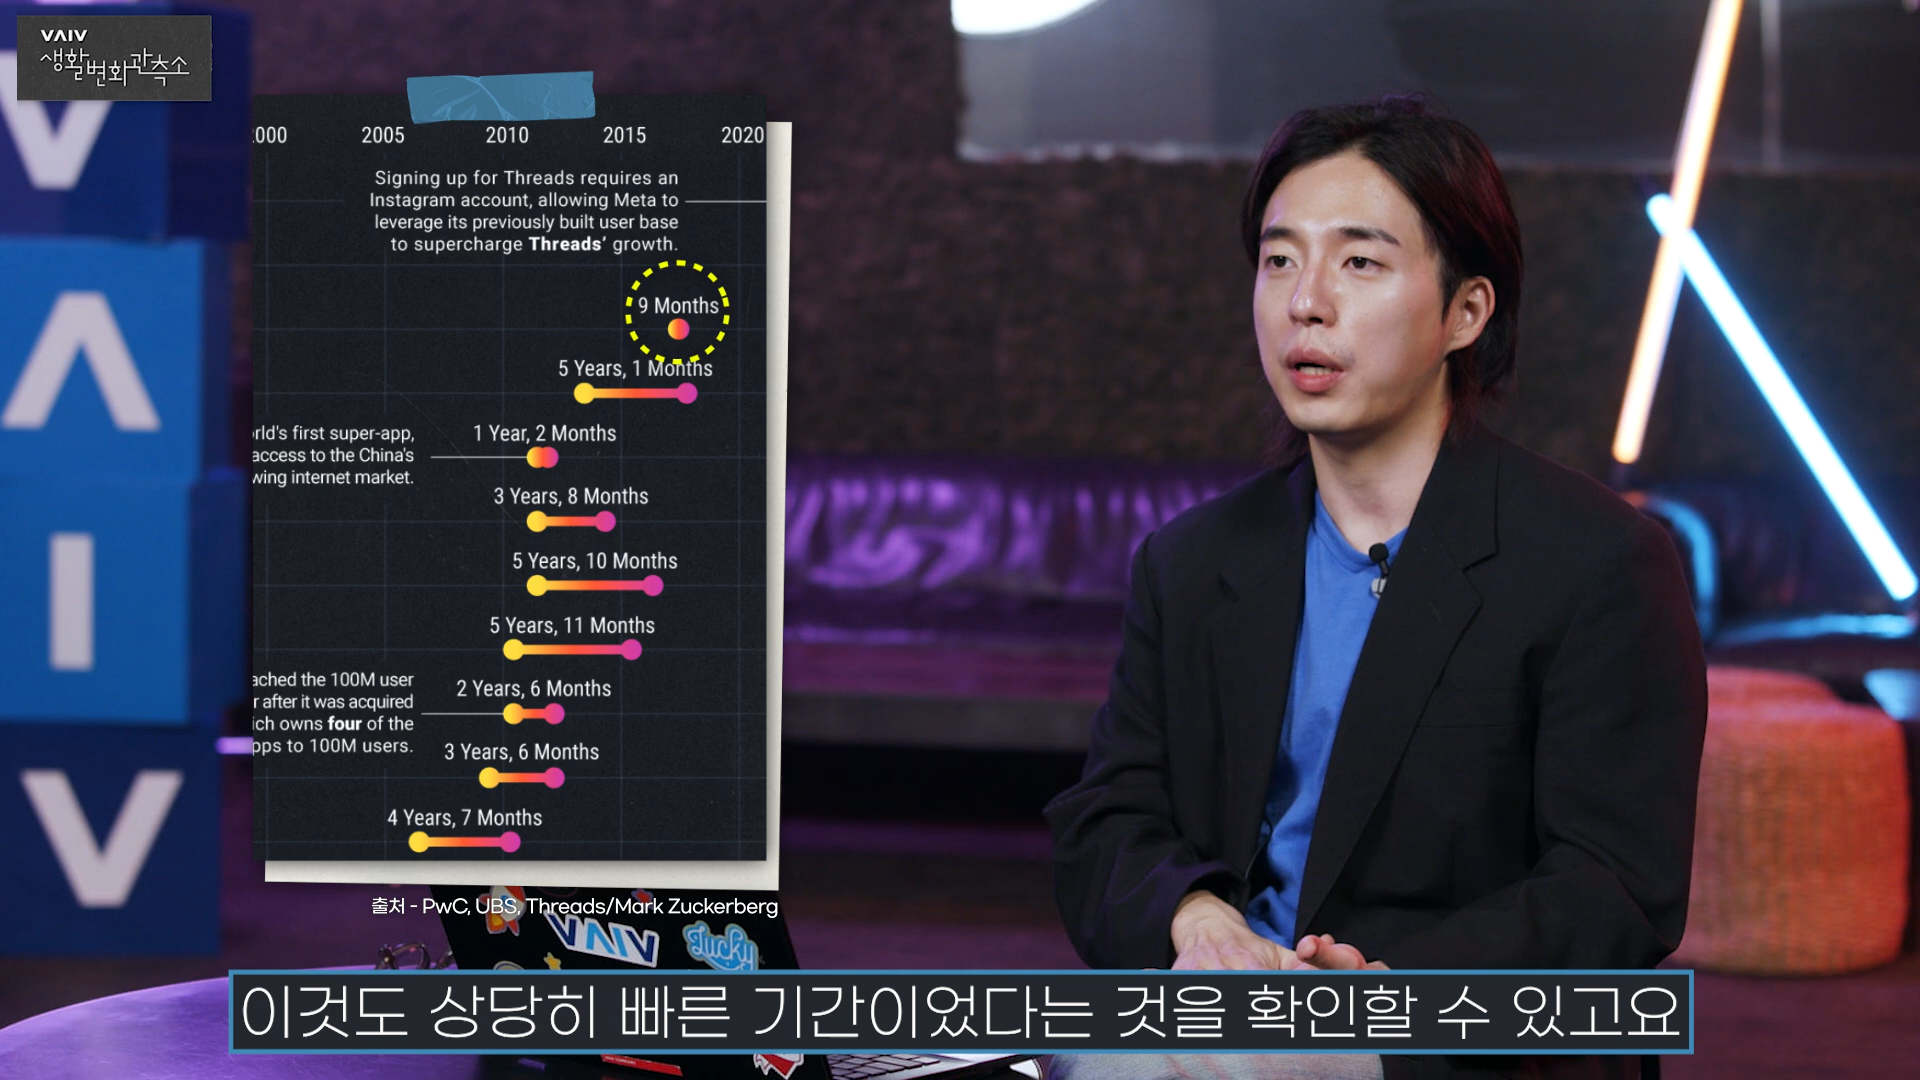 VAIV
생활변화관측소
V
A
I
V
2000 2005 2010 2015 2020
Signing up for Threads requires an
Instagram account, allowing Meta to
leverage its previously built user base
to supercharge Threads’ growth.
9 Months
5 Years, 1 Months
1 Year, 2 Months
rld's first super-app,
access to the China's
wing internet market.
3 Years, 8 Months
5 Years, 10 Months
5 Years, 11 Months
2 Years, 6 Months
ached the 100M user
r after it was acquired
ich owns four of the
pps to 100M users.
3 Years, 6 Months
4 Years, 7 Months
출처 - PwC, UBS, Threads/Mark Zuckerberg
VAIV
Lucky
이것도 상당히 빠른 기간이었다는 것을 확인할 수 있고요